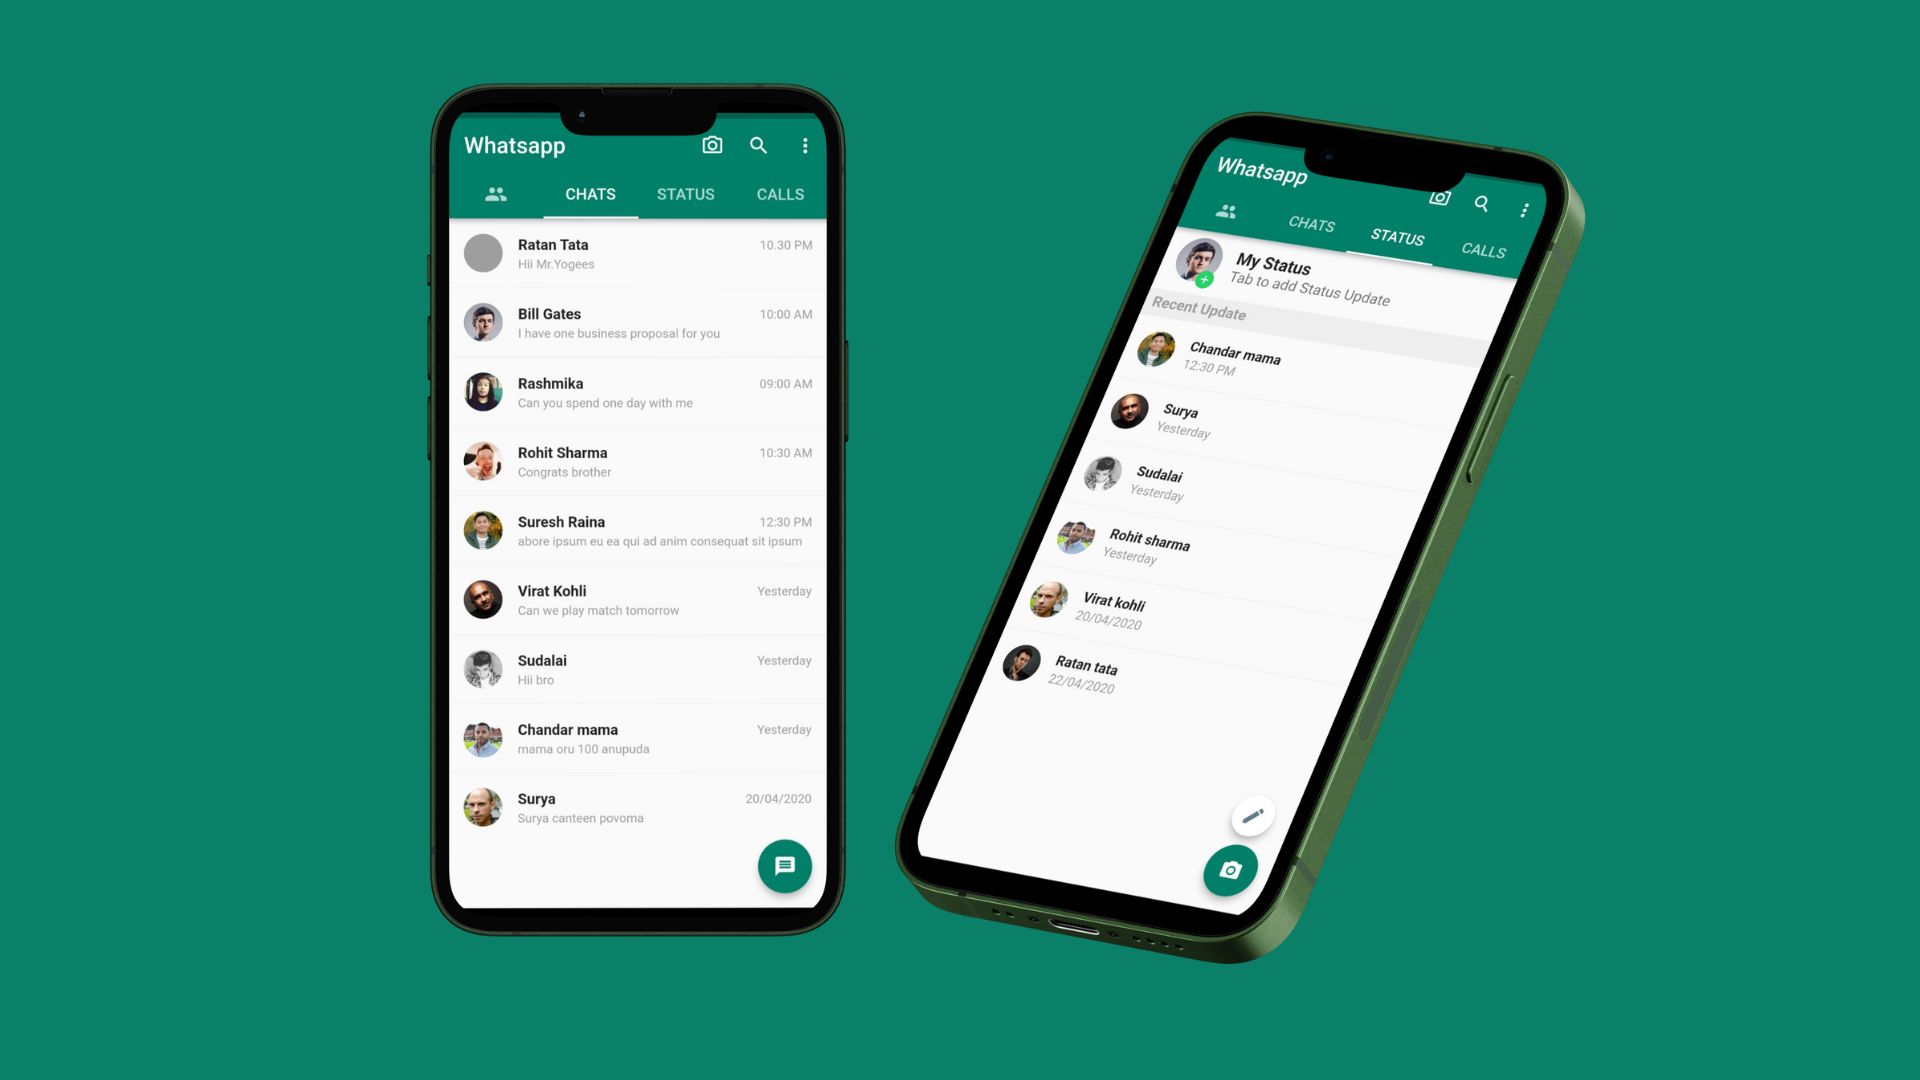 Whatsapp
CHATS STATUS CALLS
Ratan Tata 10.30 PM
Hii Mr.Yogees
Bill Gates 10:00 AM
I have one business proposal for you
Rashmika 09:00 AM
Can you spend one day with me
Rohit Sharma 10:30 AM
Congrats brother
Suresh Raina 12:30 PM
abore ipsum eu ea qui ad anim consequat sit ipsum
Virat Kohli Yesterday
Can we play match tomorrow
Sudalai Yesterday
Hii bro
Chandar mama Yesterday
mama oru 100 anupuda
Surya 20/04/2020
Surya canteen povoma
Whatsapp
CHATS STATUS CALLS
My Status
Tab to add Status Update
Recent Update
Chandar mama
12:30 PM
Surya
Yesterday
Sudalai
Yesterday
Rohit sharma
Yesterday
Virat kohli
20/04/2020
Ratan tata
22/04/2020